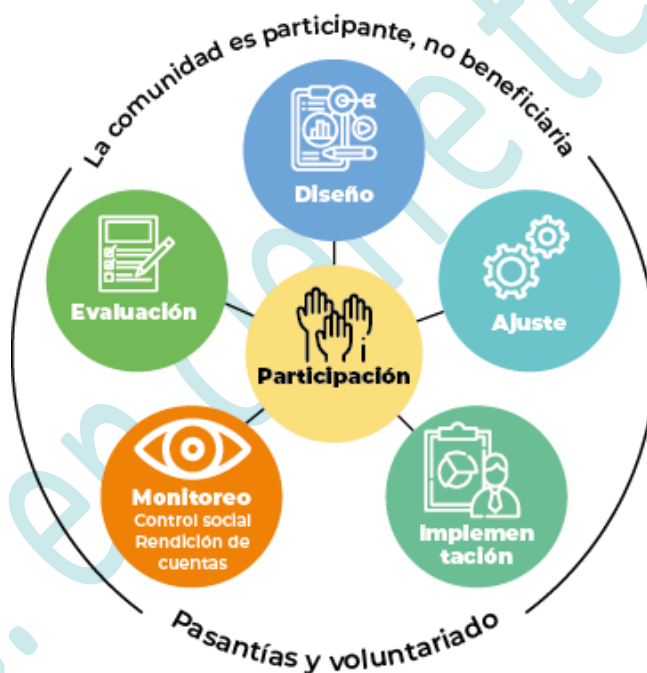 La comunidad es participante, no beneficiaria
Diseño
Evaluación
Ajuste
Participación
Monitoreo
Control social
Rendición de
cuentas
Implemen
tación
Pasantías y voluntariado